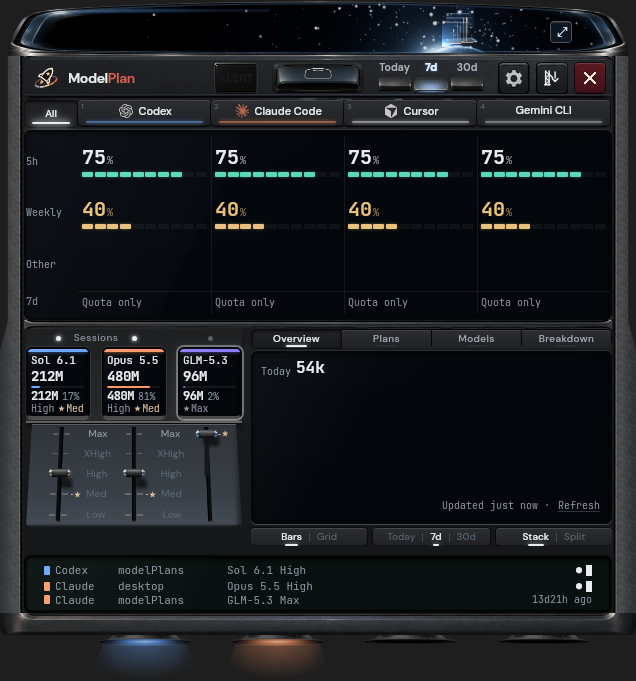 ModelPlan ALERT Today 7d 30d
All 1 Codex 2 Claude Code 3 Cursor 4 Gemini CLI
5h 75% 75% 75% 75%
Weekly 40% 40% 40% 40%
Other
7d Quota only Quota only Quota only Quota only
Sessions
Overview Plans Models Breakdown
Sol 6.1 Opus 5.5 GLM-5.3
212M 480M 96M
212M 17% 480M 81% 96M 2%
High ★Med High ★Med ★Max
Today 54k
Max Max ★
XHigh XHigh
High High
★ Med ★ Med
Low Low
Updated just now · Refresh
Bars | Grid Today | 7d | 30d Stack | Split
Codex modelPlans Sol 6.1 High
Claude desktop Opus 5.5 High
Claude modelPlans GLM-5.3 Max 13d21h ago